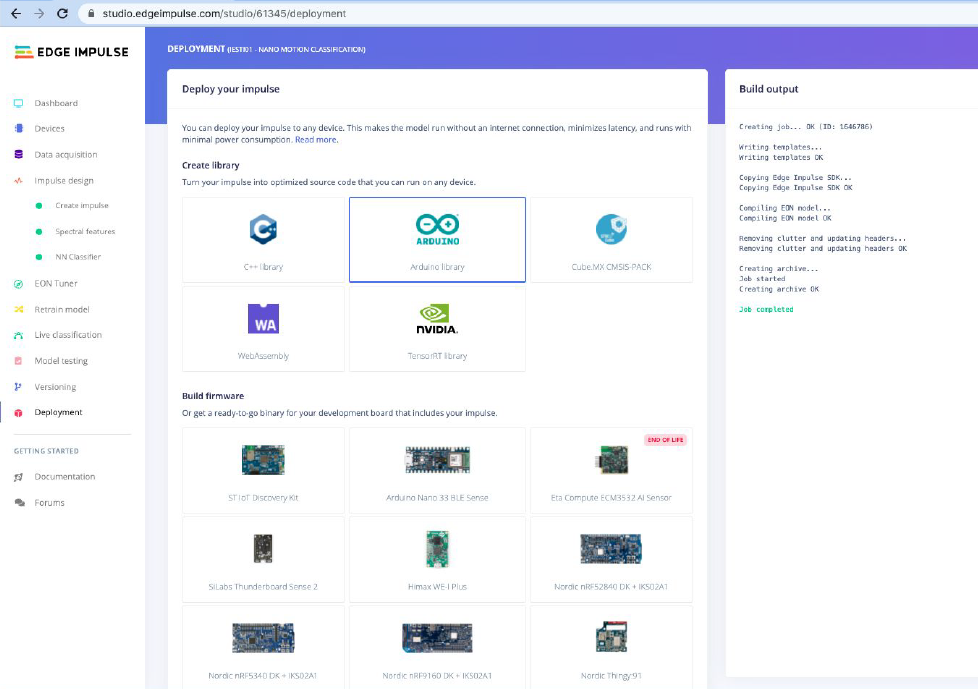 studio.edgeimpulse.com/studio/61345/deployment
EDGE IMPULSE
Dashboard
Devices
Data acquisition
Impulse design
Create impulse
Spectral features
NN Classifier
EON Tuner
Retrain model
Live classification
Model testing
Versioning
Deployment
GETTING STARTED
Documentation
Forums
DEPLOYMENT (IESTI01 - NANO MOTION CLASSIFICATION)
Deploy your impulse
You can deploy your impulse to any device. This makes the model run without an internet connection, minimizes latency, and runs with
minimal power consumption. Read more.
Create library
Turn your impulse into optimized source code that you can run on any device.
C++ library
ARDUINO
Arduino library
Cube.MX CMSIS-PACK
WA
WebAssembly
NVIDIA.
TensorRT library
Build firmware
Or get a ready-to-go binary for your development board that includes your impulse.
ST IoT Discovery Kit
Arduino Nano 33 BLE Sense
END OF LIFE
Eta Compute ECM3532 AI Sensor
SiLabs Thunderboard Sense 2
Himax WE-I Plus
Nordic nRF52840 DK + IKS02A1
Nordic nRF5340 DK + IKS02A1
Nordic nRF9160 DK + IKS02A1
Nordic Thingy:91
Build output
Creating job... OK (ID: 1646786)
Writing templates...
Writing templates OK
Copying Edge Impulse SDK...
Copying Edge Impulse SDK OK
Compiling EON model...
Compiling EON model OK
Removing clutter and updating headers...
Removing clutter and updating headers OK
Creating archive...
Job started
Creating archive OK
Job completed